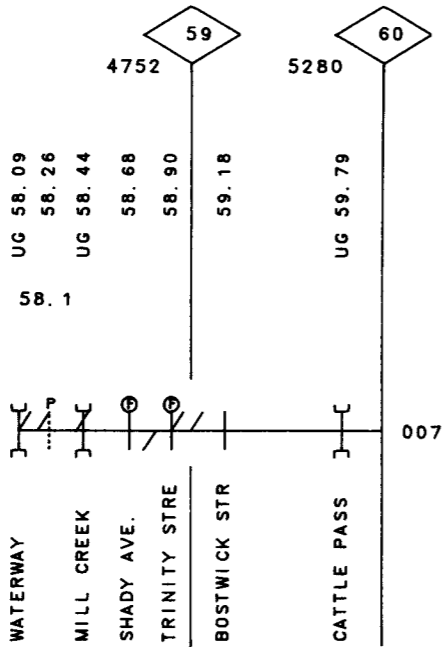 59
60
4752
5280
UG 58.09
58.26
UG 58.44
58.68
58.90
59.18
UG 59.79
58.1
P
F
F
007
WATERWAY
MILL CREEK
SHADY AVE.
TRINITY STRE
BOSTWICK STR
CATTLE PASS